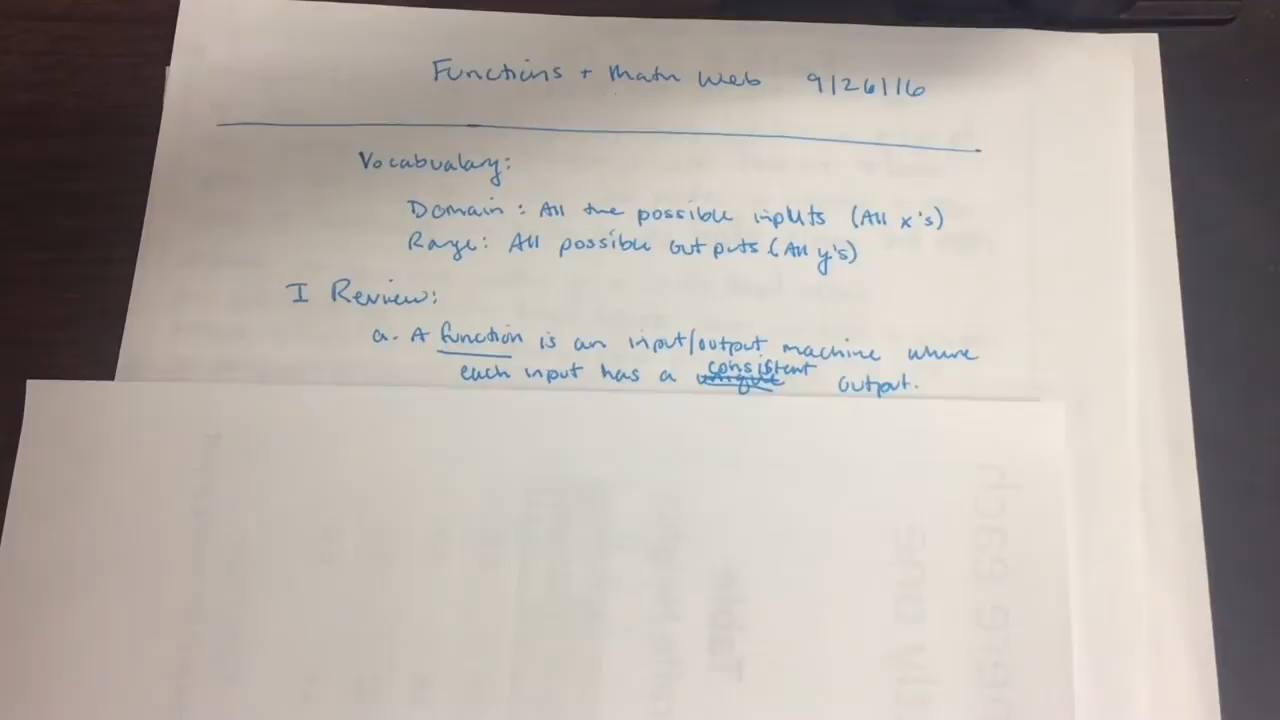 Functions + Math Web 9/26/16
Vocabualary:
Domain: All the possible inputs (All x's)
Range: All possible outputs (All y's)
I Review:
a. A function is an input/output machine where
each input has a consistent output.